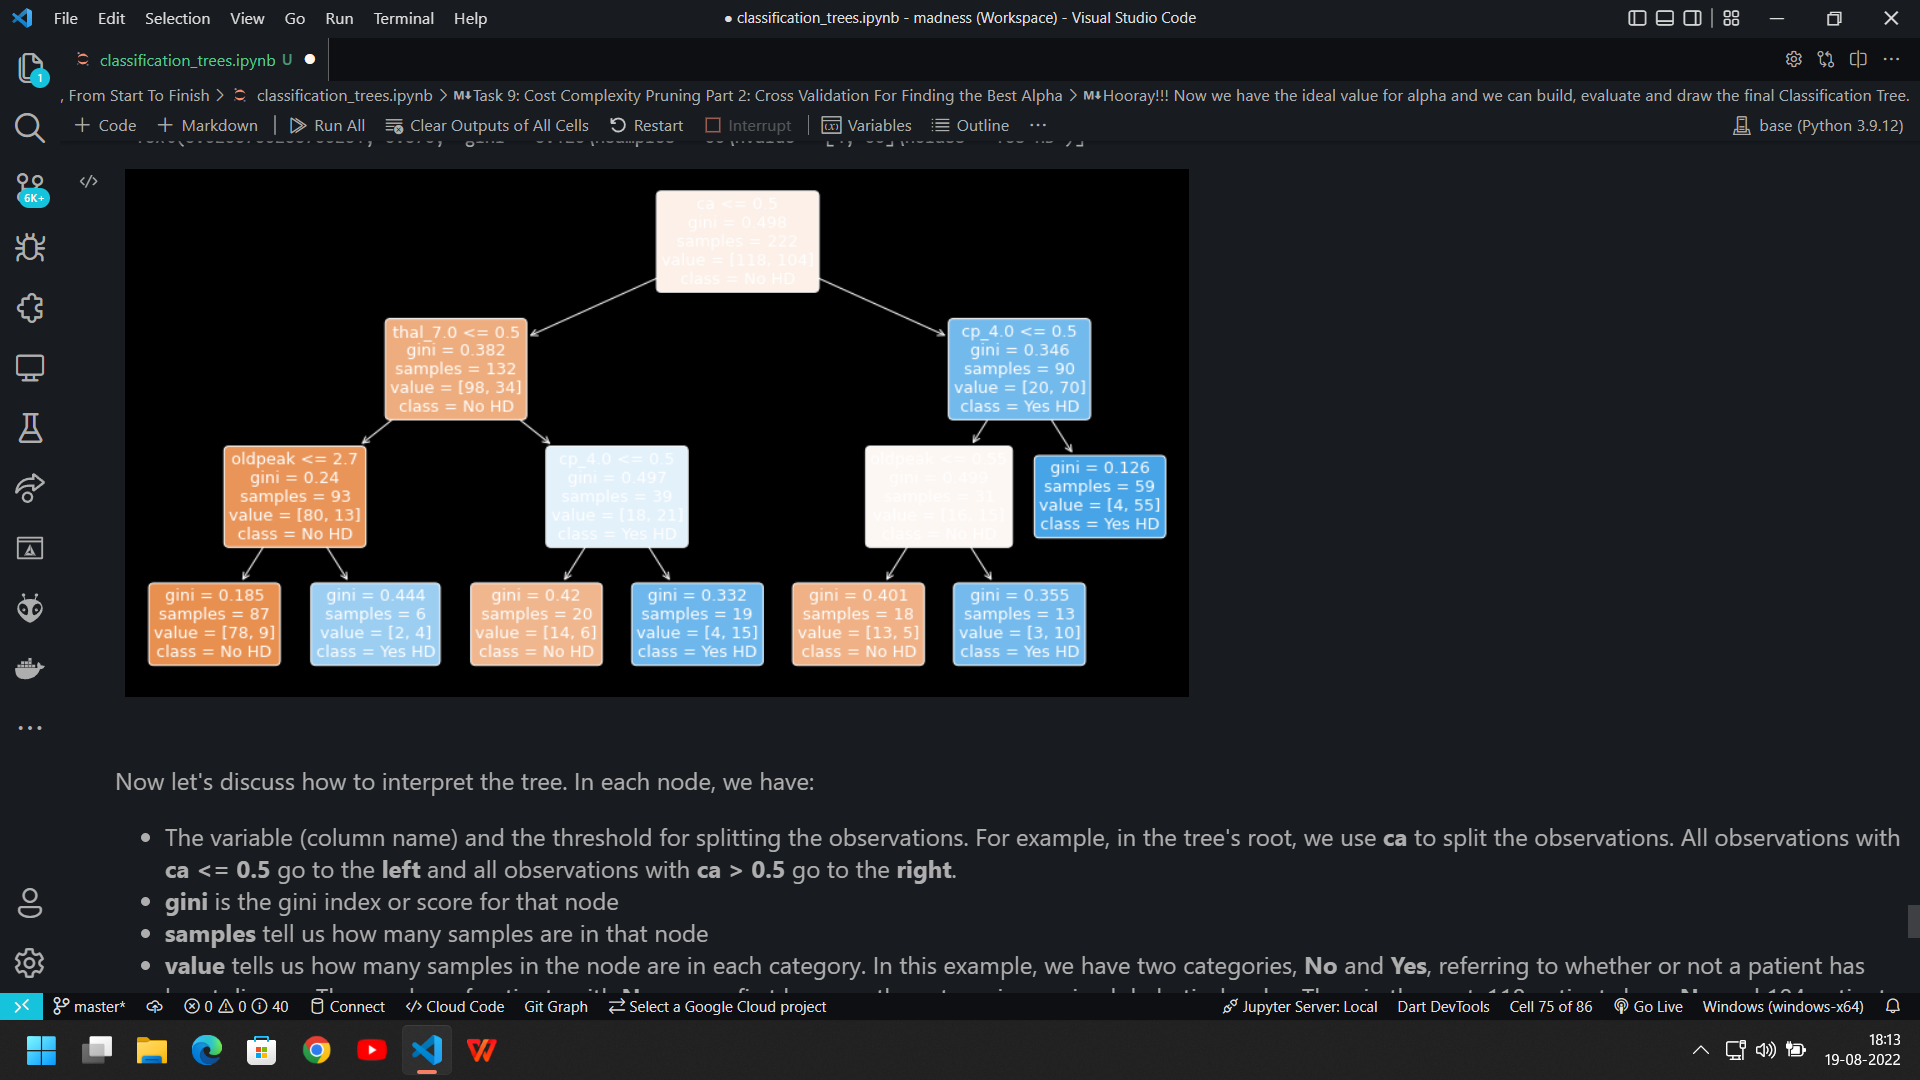 File Edit Selection View Go Run Terminal Help
● classification_trees.ipynb - madness (Workspace) - Visual Studio Code
1
classification_trees.ipynb U ●
, From Start To Finish > classification_trees.ipynb > M↓Task 9: Cost Complexity Pruning Part 2: Cross Validation For Finding the Best Alpha > M↓Hooray!!! Now we have the ideal value for alpha and we can build, evaluate and draw the final Classification Tree.
+ Code + Markdown | Run All Clear Outputs of All Cells Restart Interrupt | Variables Outline ...
base (Python 3.9.12)
6K+
ca <= 0.5
gini = 0.498
samples = 222
value = [118, 104]
class = No HD
thal_7.0 <= 0.5
gini = 0.382
samples = 132
value = [98, 34]
class = No HD
cp_4.0 <= 0.5
gini = 0.346
samples = 90
value = [20, 70]
class = Yes HD
oldpeak <= 2.7
gini = 0.24
samples = 93
value = [80, 13]
class = No HD
cp_4.0 <= 0.5
gini = 0.497
samples = 39
value = [18, 21]
class = Yes HD
gini = 0.126
samples = 59
value = [4, 55]
class = Yes HD
gini = 0.185
samples = 87
value = [78, 9]
class = No HD
gini = 0.444
samples = 6
value = [2, 4]
class = Yes HD
gini = 0.42
samples = 20
value = [14, 6]
class = No HD
gini = 0.332
samples = 19
value = [4, 15]
class = Yes HD
gini = 0.401
samples = 18
value = [13, 5]
class = No HD
gini = 0.355
samples = 13
value = [3, 10]
class = Yes HD
Now let's discuss how to interpret the tree. In each node, we have:
• The variable (column name) and the threshold for splitting the observations. For example, in the tree's root, we use ca to split the observations. All observations with
ca <= 0.5 go to the left and all observations with ca > 0.5 go to the right.
• gini is the gini index or score for that node
• samples tell us how many samples are in that node
• value tells us how many samples in the node are in each category. In this example, we have two categories, No and Yes, referring to whether or not a patient has
master* 0 0 40 Connect Cloud Code Git Graph Select a Google Cloud project
Jupyter Server: Local Dart DevTools Cell 75 of 86 Go Live Windows (windows-x64)
18:13
19-08-2022